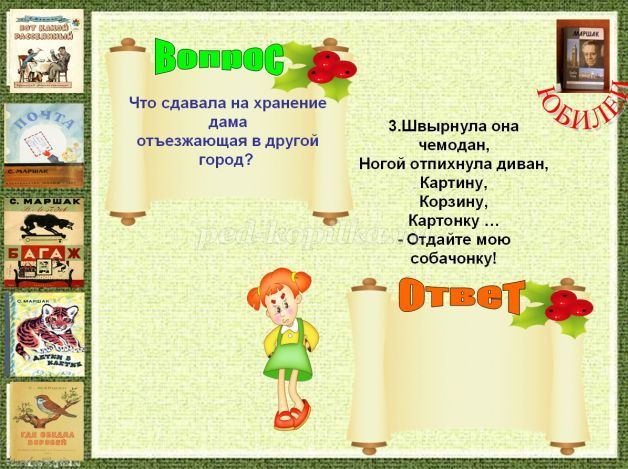 ВОТ КАКОЙ
РАССЕЯННЫЙ
ПОЧТА
С. МАРШАК
С. МАРШАК
БАГАЖ
С. МАРШАК
ДЕТКИ В
КЛЕТКЕ
С. МАРШАК
ГДЕ ОБЕДАЛ
ВОРОБЕЙ
Вопрос
Что сдавала на хранение
дама
отъезжающая в другой
город?
МАРШАК
ЮБИЛЕЙ
3.Швырнула она
чемодан,
Ногой отпихнула диван,
Картину,
Корзину,
Картонку …
- Отдайте мою
собачонку!
ped-kopilka.ru
Ответ